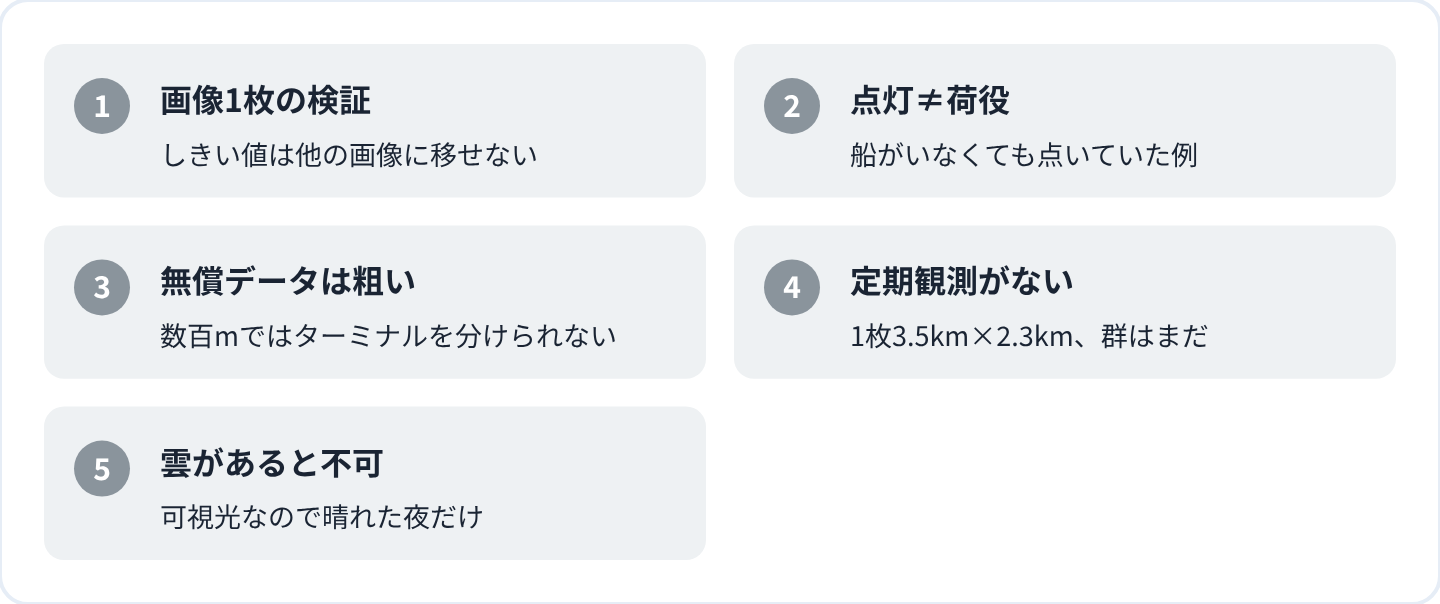 1
画像1枚の検証
しきい値は他の画像に移せない
2
点灯≠荷役
船がいなくても点いていた例
3
無償データは粗い
数百mではターミナルを分けられない
4
定期観測がない
1枚3.5km×2.3km、群はまだ
5
雲があると不可
可視光なので晴れた夜だけ